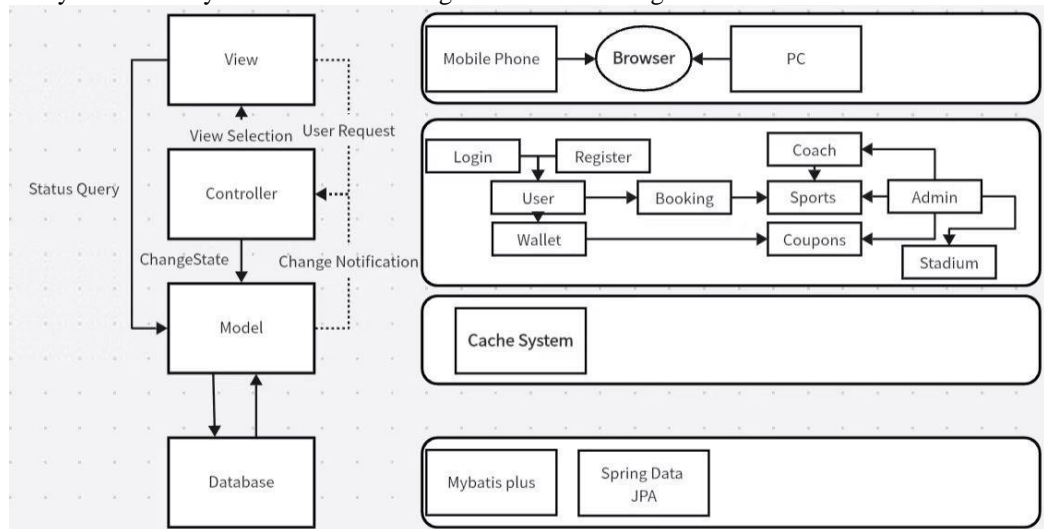 View
View Selection
User Request
Status Query
Controller
ChangeState
Change Notification
Model
Database
Mobile Phone
Browser
PC
Login
Register
Coach
User
Booking
Sports
Admin
Wallet
Coupons
Stadium
Cache System
Mybatis plus
Spring Data
JPA